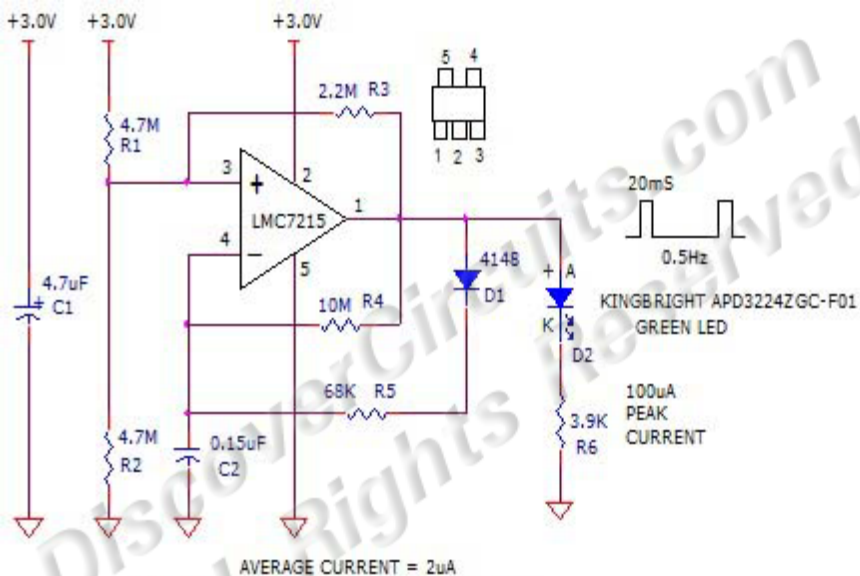 +3.0V
+3.0V
+3.0V
2.2M R3
5 4
1 2 3
4.7M
R1
3
+
2
LMC7215
1
4
−
5
20mS
0.5Hz
4.7uF
+
C1
10M R4
4148
D1
+ A
K
D2
KINGBRIGHT APD3224ZGC-F01
GREEN LED
68K R5
100uA
PEAK
CURRENT
3.9K
R6
4.7M
R2
0.15uF
C2
AVERAGE CURRENT = 2uA
DiscoverCircuits.com
All Rights Reserved